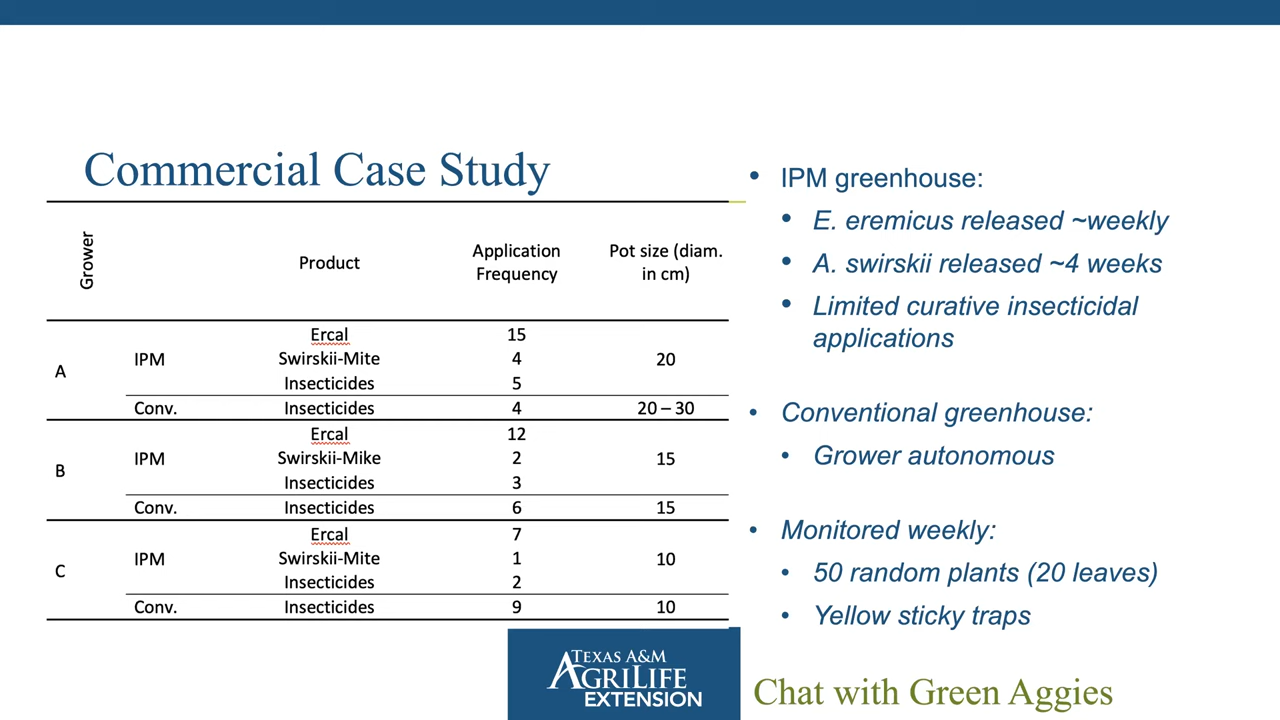 Commercial Case Study
Grower
Product
Application
Frequency
Pot size (diam.
in cm)
A
IPM
Ercal
15
Swirskii-Mite
4
20
Insecticides
5
Conv.
Insecticides
4
20 – 30
B
IPM
Ercal
12
Swirskii-Mike
2
15
Insecticides
3
Conv.
Insecticides
6
15
C
IPM
Ercal
7
Swirskii-Mite
1
10
Insecticides
2
Conv.
Insecticides
9
10
• IPM greenhouse:
• E. eremicus released ~weekly
• A. swirskii released ~4 weeks
• Limited curative insecticidal
applications
• Conventional greenhouse:
• Grower autonomous
• Monitored weekly:
• 50 random plants (20 leaves)
• Yellow sticky traps
TEXAS A&M
AGRILIFE
EXTENSION
Chat with Green Aggies